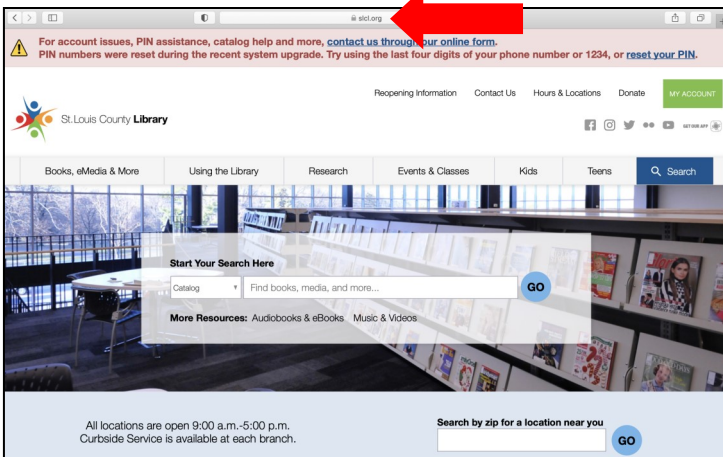 slcl.org
For account issues, PIN assistance, catalog help and more, contact us through our online form.
PIN numbers were reset during the recent system upgrade. Try using the last four digits of your phone number or 1234, or reset your PIN.
Reopening Information Contact Us Hours & Locations Donate MY ACCOUNT
St. Louis County Library
GET OUR APP
Books, eMedia & More Using the Library Research Events & Classes Kids Teens Search
Start Your Search Here
Catalog Find books, media, and more... GO
More Resources: Audiobooks & eBooks Music & Videos
All locations are open 9:00 a.m.-5:00 p.m.
Curbside Service is available at each branch.
Search by zip for a location near you
GO